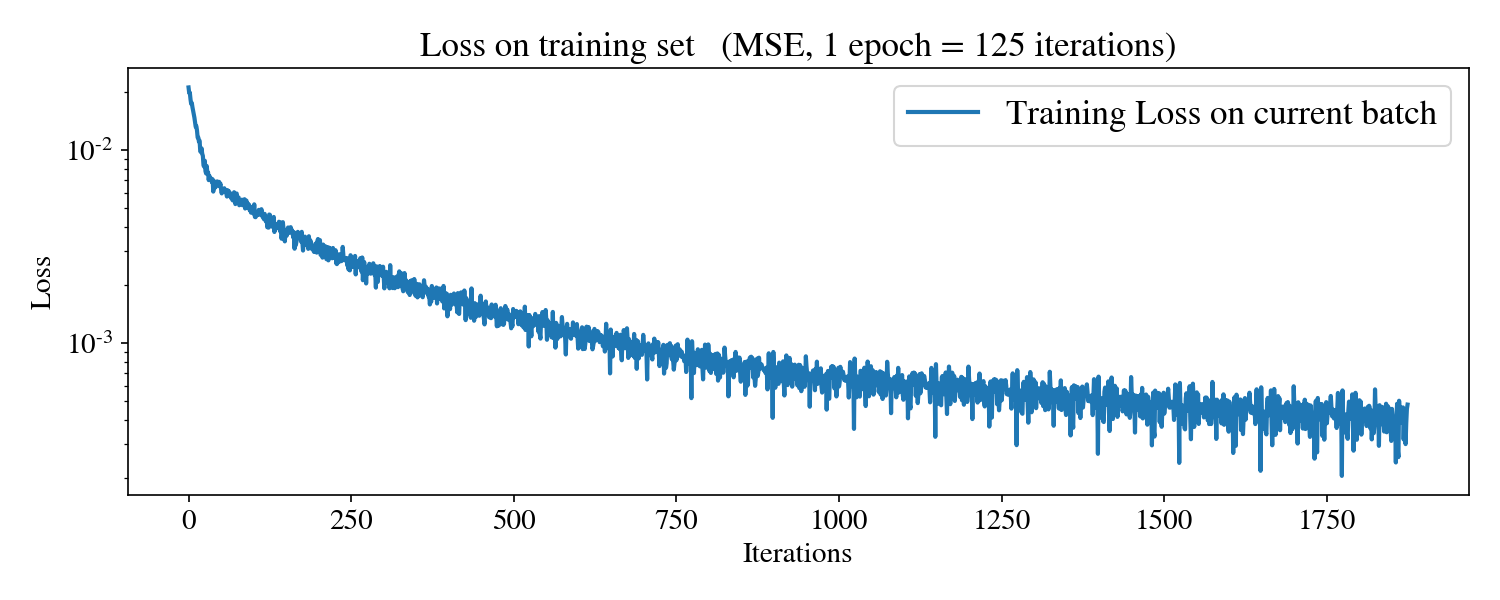 Loss on training set (MSE, 1 epoch = 125 iterations)
Training Loss on current batch
Loss
10-2
10-3
0 250 500 750 1000 1250 1500 1750
Iterations